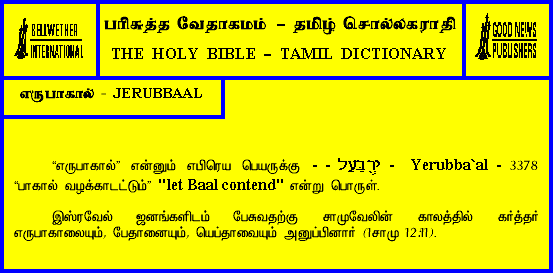 BELLWETHER
INTERNATIONAL
பரிசுத்த வேதாகமம் – தமிழ் சொல்லகராதி
THE HOLY BIBLE – TAMIL DICTIONARY
GOOD NEWS
PUBLISHERS
எருபாகால் - JERUBBAAL
“எருபாகால்” என்னும் எபிரெய பெயருக்கு - - יְרֻבַּעַל - Yerubba`al - 3378
“பாகால் வழக்காடட்டும்” "let Baal contend" என்று பொருள்.
இஸ்ரவேல் ஜனங்களிடம் பேசுவதற்கு சாமுவேலின் காலத்தில் கர்த்தர்
எருபாகாலையும், பேதானையும், யெப்தாவையும் அனுப்பினார் (1சாமு 12:11).